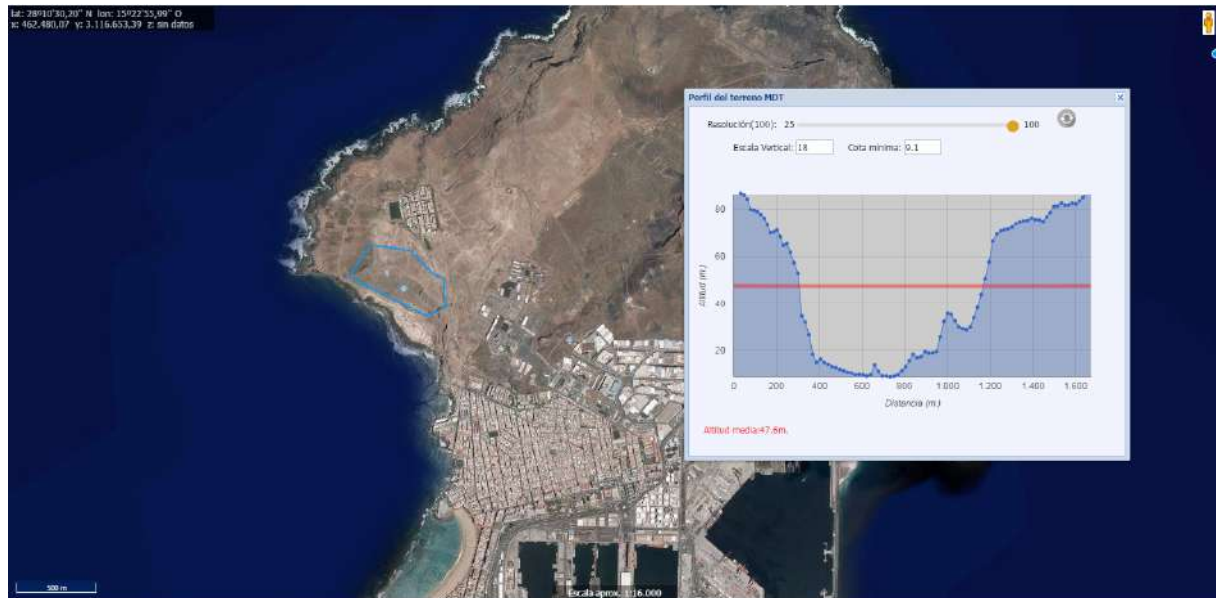 lat: 28º10'30,20" N lon: 15º22'55,99" O
x: 462.480,07 y: 3.116.653,39 z: sin datos
Perfil del terreno MDT
Resolución(100): 25 100
Escala Vertical: 18 Cota mínima: 9.1
80
60
40
20
Altitud (m.)
0 200 400 600 800 1.000 1.200 1.400 1.600
Distancia (m.)
Altitud media:47.6m.
500 m
Escala aprox. 1:16.000